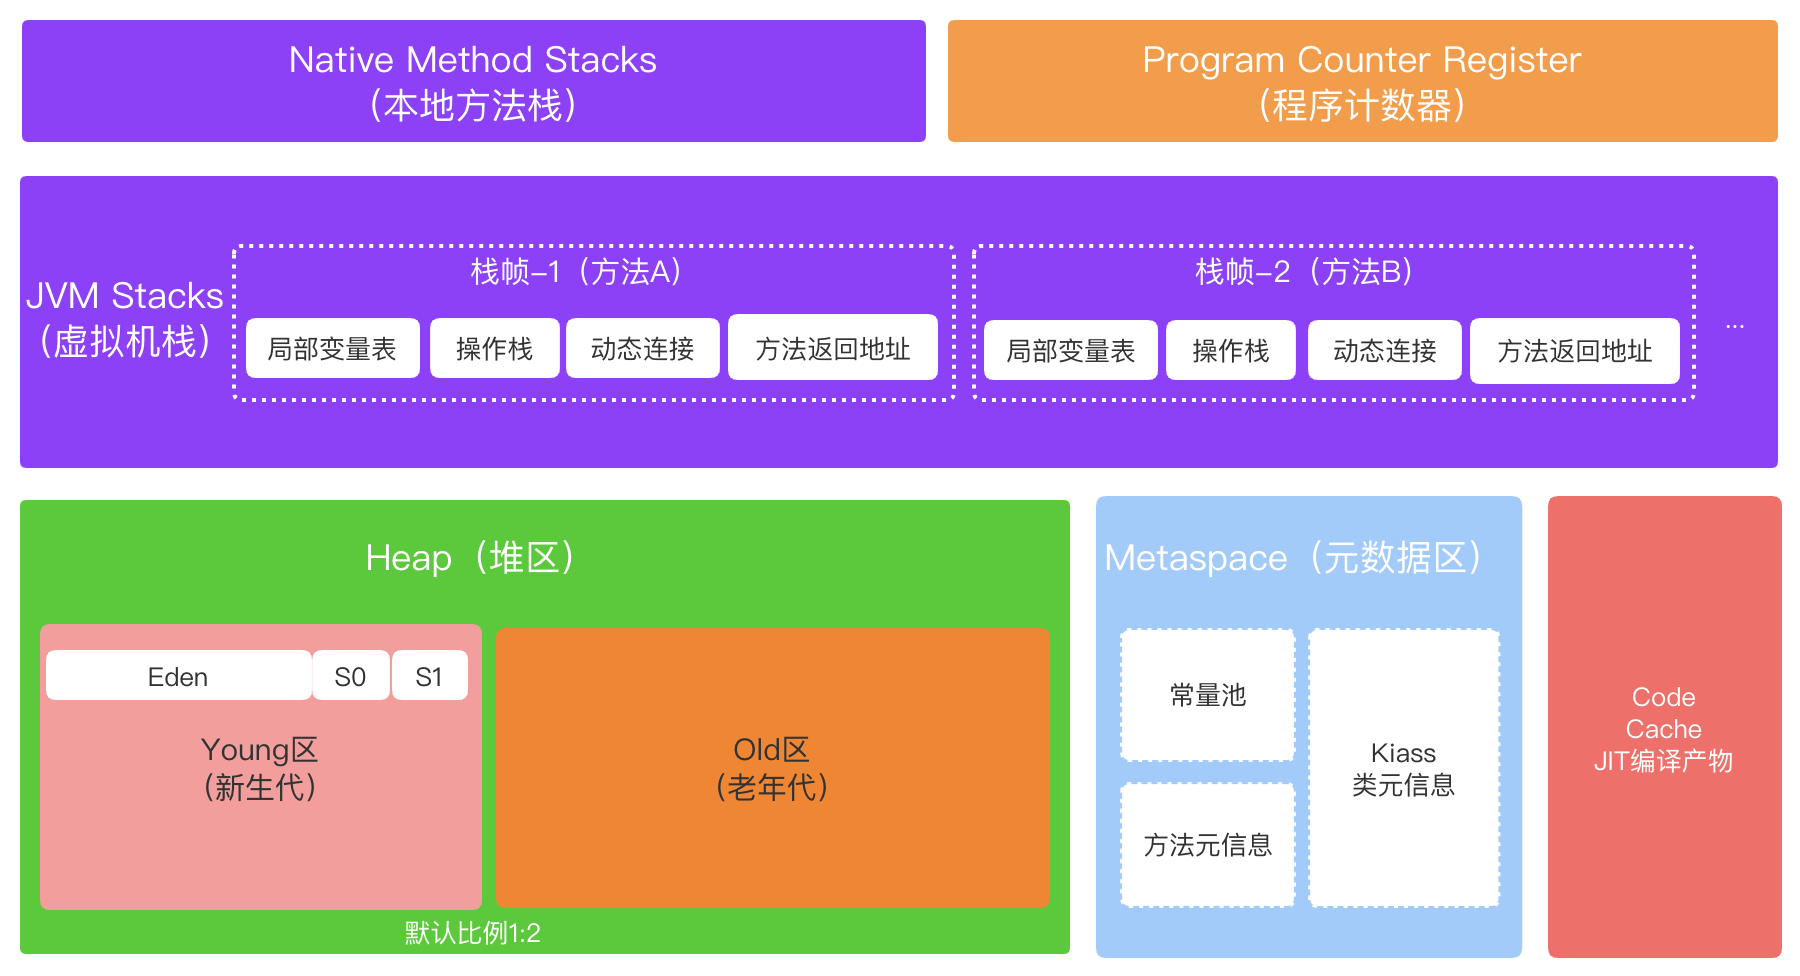 Native Method Stacks
（本地方法栈）
Program Counter Register
（程序计数器）
JVM Stacks
（虚拟机栈）
栈帧-1（方法A）
局部变量表
操作栈
动态连接
方法返回地址
栈帧-2（方法B）
局部变量表
操作栈
动态连接
方法返回地址
...
Heap（堆区）
Eden
S0
S1
Young区
（新生代）
Old区
（老年代）
默认比例1:2
Metaspace（元数据区）
常量池
方法元信息
Kiass
类元信息
Code
Cache
JIT编译产物